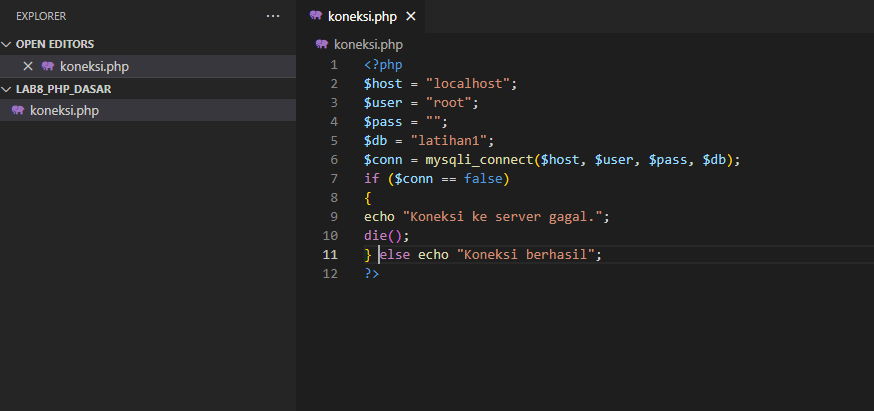 EXPLORER
OPEN EDITORS
koneksi.php
LAB8_PHP_DASAR
koneksi.php
koneksi.php
koneksi.php
1 <?php
2 $host = "localhost";
3 $user = "root";
4 $pass = "";
5 $db = "latihan1";
6 $conn = mysqli_connect($host, $user, $pass, $db);
7 if ($conn == false)
8 {
9 echo "Koneksi ke server gagal.";
10 die();
11 } else echo "Koneksi berhasil";
12 ?>